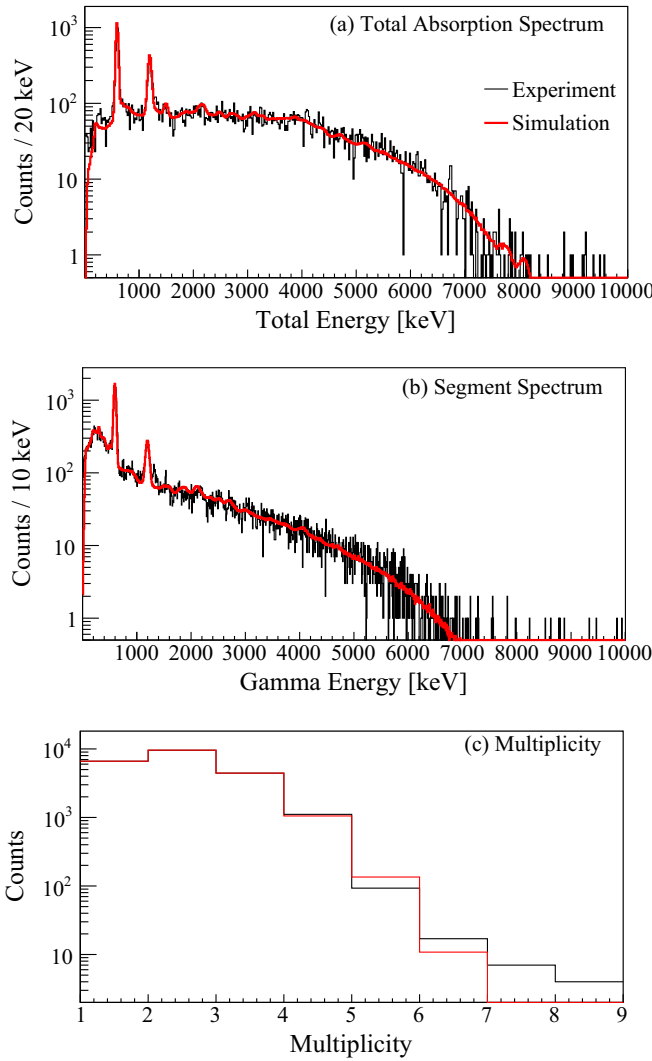 (a) Total Absorption Spectrum
Experiment
Simulation
Counts / 20 keV
10³
10²
10
1
1000 2000 3000 4000 5000 6000 7000 8000 9000 10000
Total Energy [keV]
(b) Segment Spectrum
Counts / 10 keV
10³
10²
10
1
1000 2000 3000 4000 5000 6000 7000 8000 9000 10000
Gamma Energy [keV]
(c) Multiplicity
Counts
10⁴
10³
10²
10
1 2 3 4 5 6 7 8 9
Multiplicity